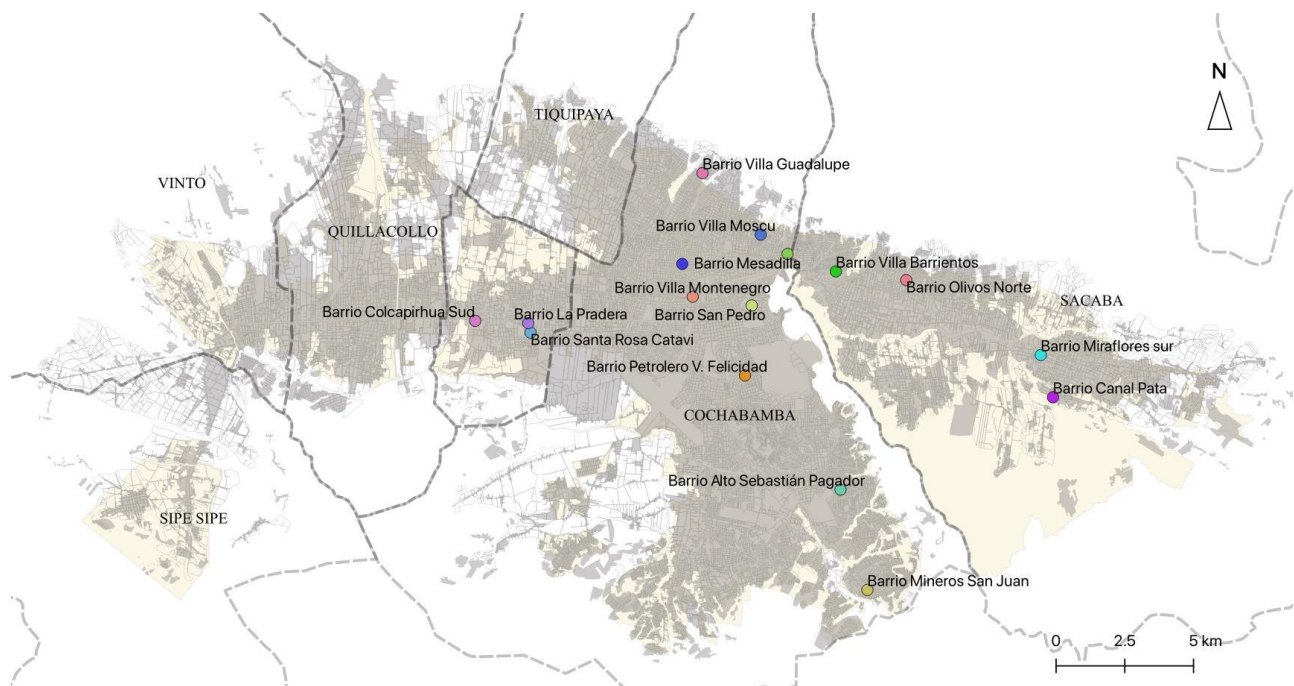 N
TIQUIPAYA
Barrio Villa Guadalupe
VINTO
Barrio Villa Moscu
QUILLACOLLO
Barrio Mesadilla
Barrio Villa Barrientos
Barrio Villa Montenegro
Barrio Olivos Norte
SACABA
Barrio Colcapirhua Sud
Barrio La Pradera
Barrio San Pedro
Barrio Santa Rosa Catavi
Barrio Miraflores sur
Barrio Petrolero V. Felicidad
Barrio Canal Pata
COCHABAMBA
Barrio Alto Sebastián Pagador
SIPE SIPE
Barrio Mineros San Juan
0 2.5 5 km